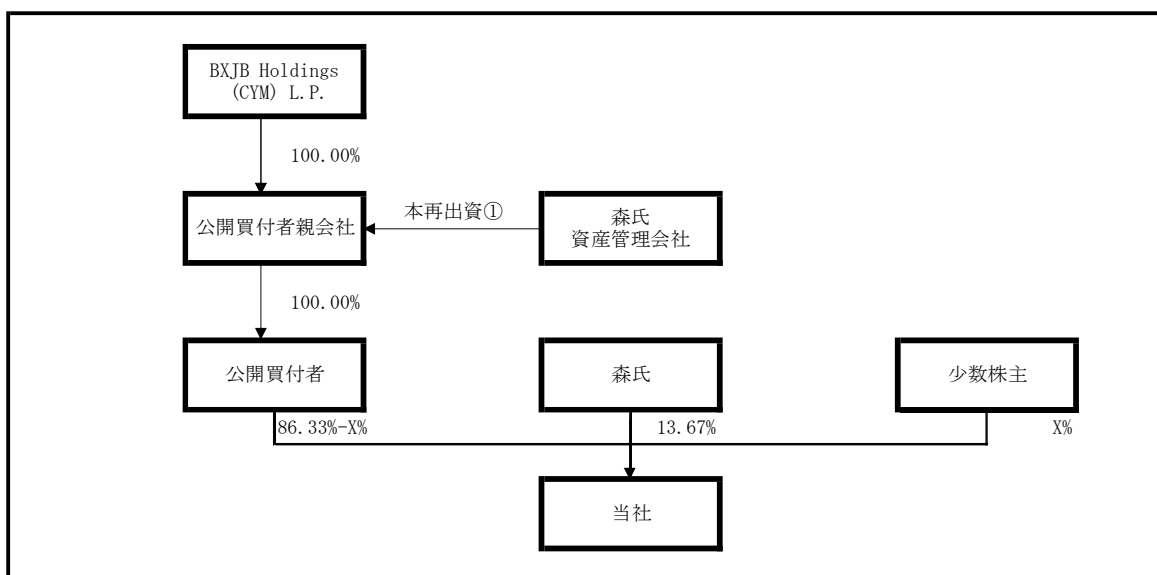 BXJB Holdings
(CYM) L.P.
100.00%
公開買付者親会社
本再出資①
森氏
資産管理会社
100.00%
公開買付者
森氏
少数株主
86.33%-X%
13.67%
X%
当社